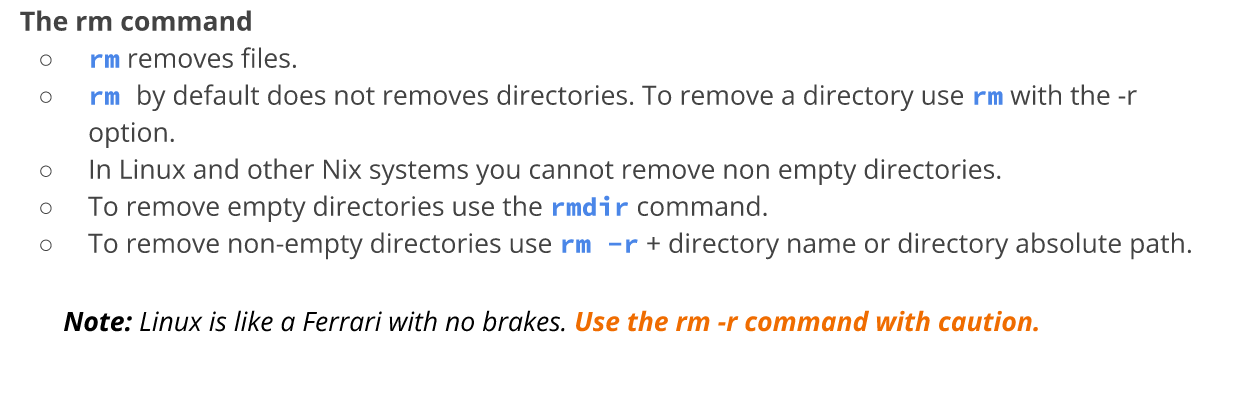 The rm command
○ rm removes files.
○ rm by default does not removes directories. To remove a directory use rm with the -r
option.
○ In Linux and other Nix systems you cannot remove non empty directories.
○ To remove empty directories use the rmdir command.
○ To remove non-empty directories use rm -r + directory name or directory absolute path.
Note: Linux is like a Ferrari with no brakes. Use the rm -r command with caution.